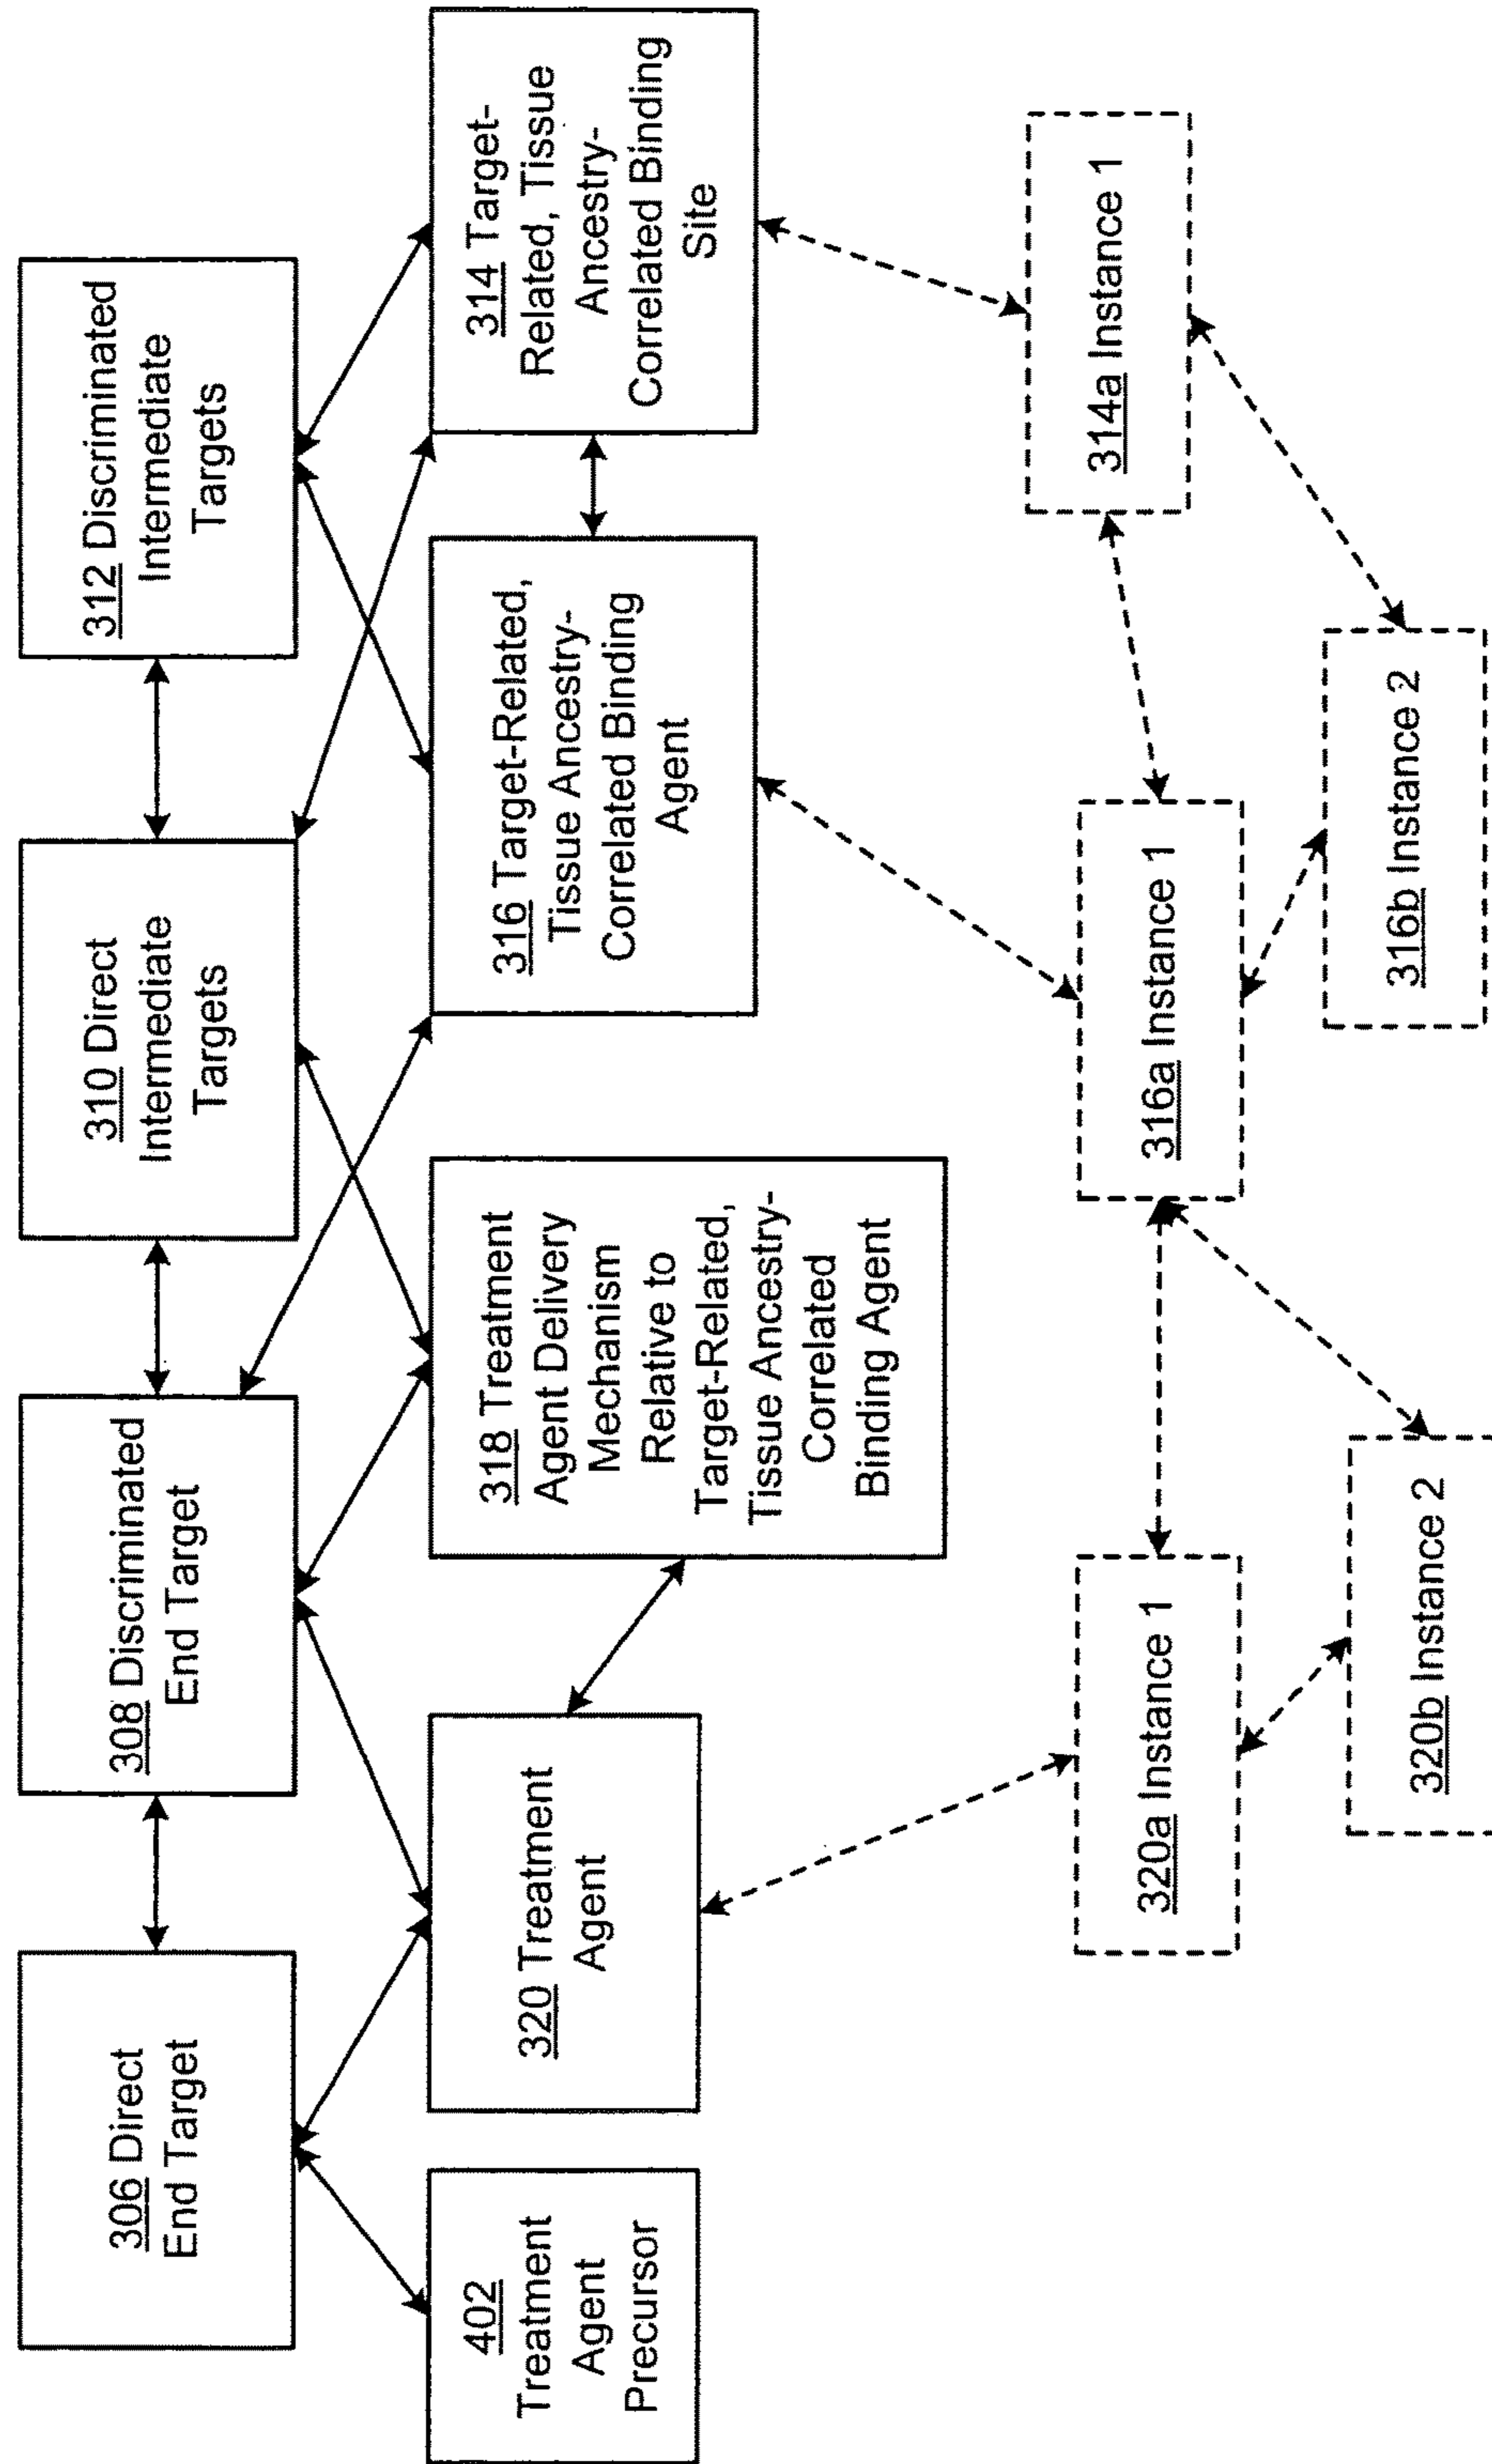 306 Direct
End Target
308 Discriminated
End Target
310 Direct
Intermediate
Targets
312 Discriminated
Intermediate
Targets
402
Treatment
Agent
Precursor
320 Treatment
Agent
318 Treatment
Agent Delivery
Mechanism
Relative to
Target-Related,
Tissue Ancestry-
Correlated
Binding Agent
316 Target-Related,
Tissue Ancestry-
Correlated Binding
Agent
314 Target-
Related, Tissue
Ancestry-
Correlated Binding
Site
320a Instance 1
316a Instance 1
314a Instance 1
320b Instance 2
316b Instance 2